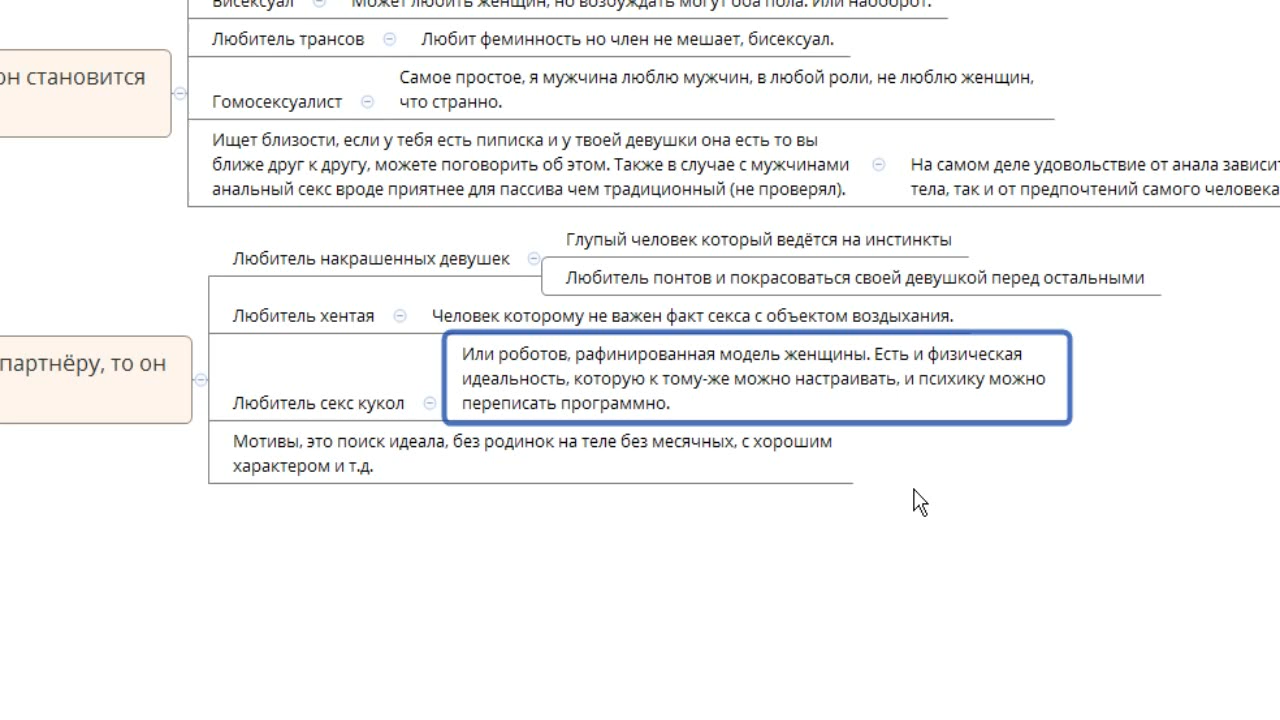 Бисексуал
Может любить женщин, но возбуждать могут оба пола. Или наоборот.
Любитель трансов
Любит феминность но член не мешает, бисексуал.
он становится
Самое простое, я мужчина люблю мужчин, в любой роли, не люблю женщин,
что странно.
Гомосексуалист
Ищет близости, если у тебя есть пиписка и у твоей девушки она есть то вы
ближе друг к другу, можете поговорить об этом. Также в случае с мужчинами
анальный секс вроде приятнее для пассива чем традиционный (не проверял).
На самом деле удовольствие от анала зависит
тела, так и от предпочтений самого человека
Любитель накрашенных девушек
Глупый человек который ведётся на инстинкты
Любитель понтов и покрасоваться своей девушкой перед остальными
Любитель хентая
Человек которому не важен факт секса с объектом воздыхания.
партнёру, то он
Или роботов, рафинированная модель женщины. Есть и физическая
идеальность, которую к тому-же можно настраивать, и психику можно
переписать программно.
Любитель секс кукол
Мотивы, это поиск идеала, без родинок на теле без месячных, с хорошим
характером и т.д.